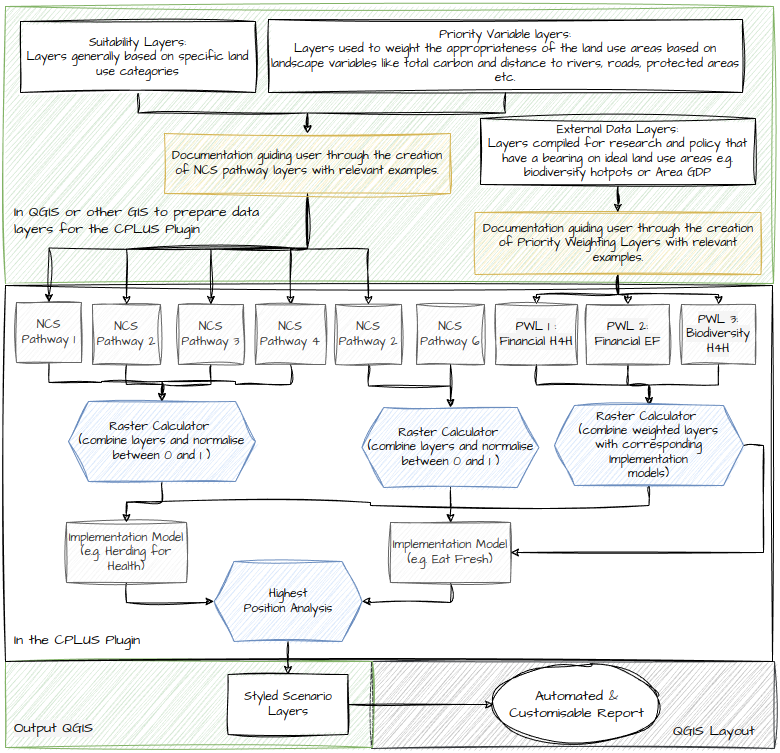 Suitability Layers:
Layers generally based on specific land
use categories
Priority Variable layers:
Layers used to weight the appropriateness of the land use areas based on
landscape variables like total carbon and distance to rivers, roads, protected areas
etc.
External Data Layers:
Layers compiled for research and policy that
have a bearing on ideal land use areas e.g.
biodiversify hotpots or Area GDP
Documentation guiding user through the creation
of NCS pathway layers with relevant examples.
In QGIS or other GIS to prepare data
layers for the CPLUS Plugin
Documentation guiding user through the creation
of Priority Weighting Layers with relevant
examples.
NCS
Pathway 1
NCS
Pathway 2
NCS
Pathway 3
NCS
Pathway 4
NCS
Pathway 2
NCS
Pathway 6
PWL 1 :
Financial H4H
PWL 2:
Financial EF
PWL 3:
Biodiversity
H4H
Raster Calculator
(combine layers and normalise
between 0 and 1 )
Raster Calculator
(combine layers and normalise
between 0 and 1 )
Raster Calculator
(combine weighted layers
with corresponding
Implementation
models)
Implementation Model
(e.g. Herding for
Health)
Implementation Model
(e.g. Eat Fresh)
Highest
Position Analysis
In the CPLUS Plugin
Styled Scenario
Layers
Automated &
Customisable Report
Output QGIS
QGIS Layout